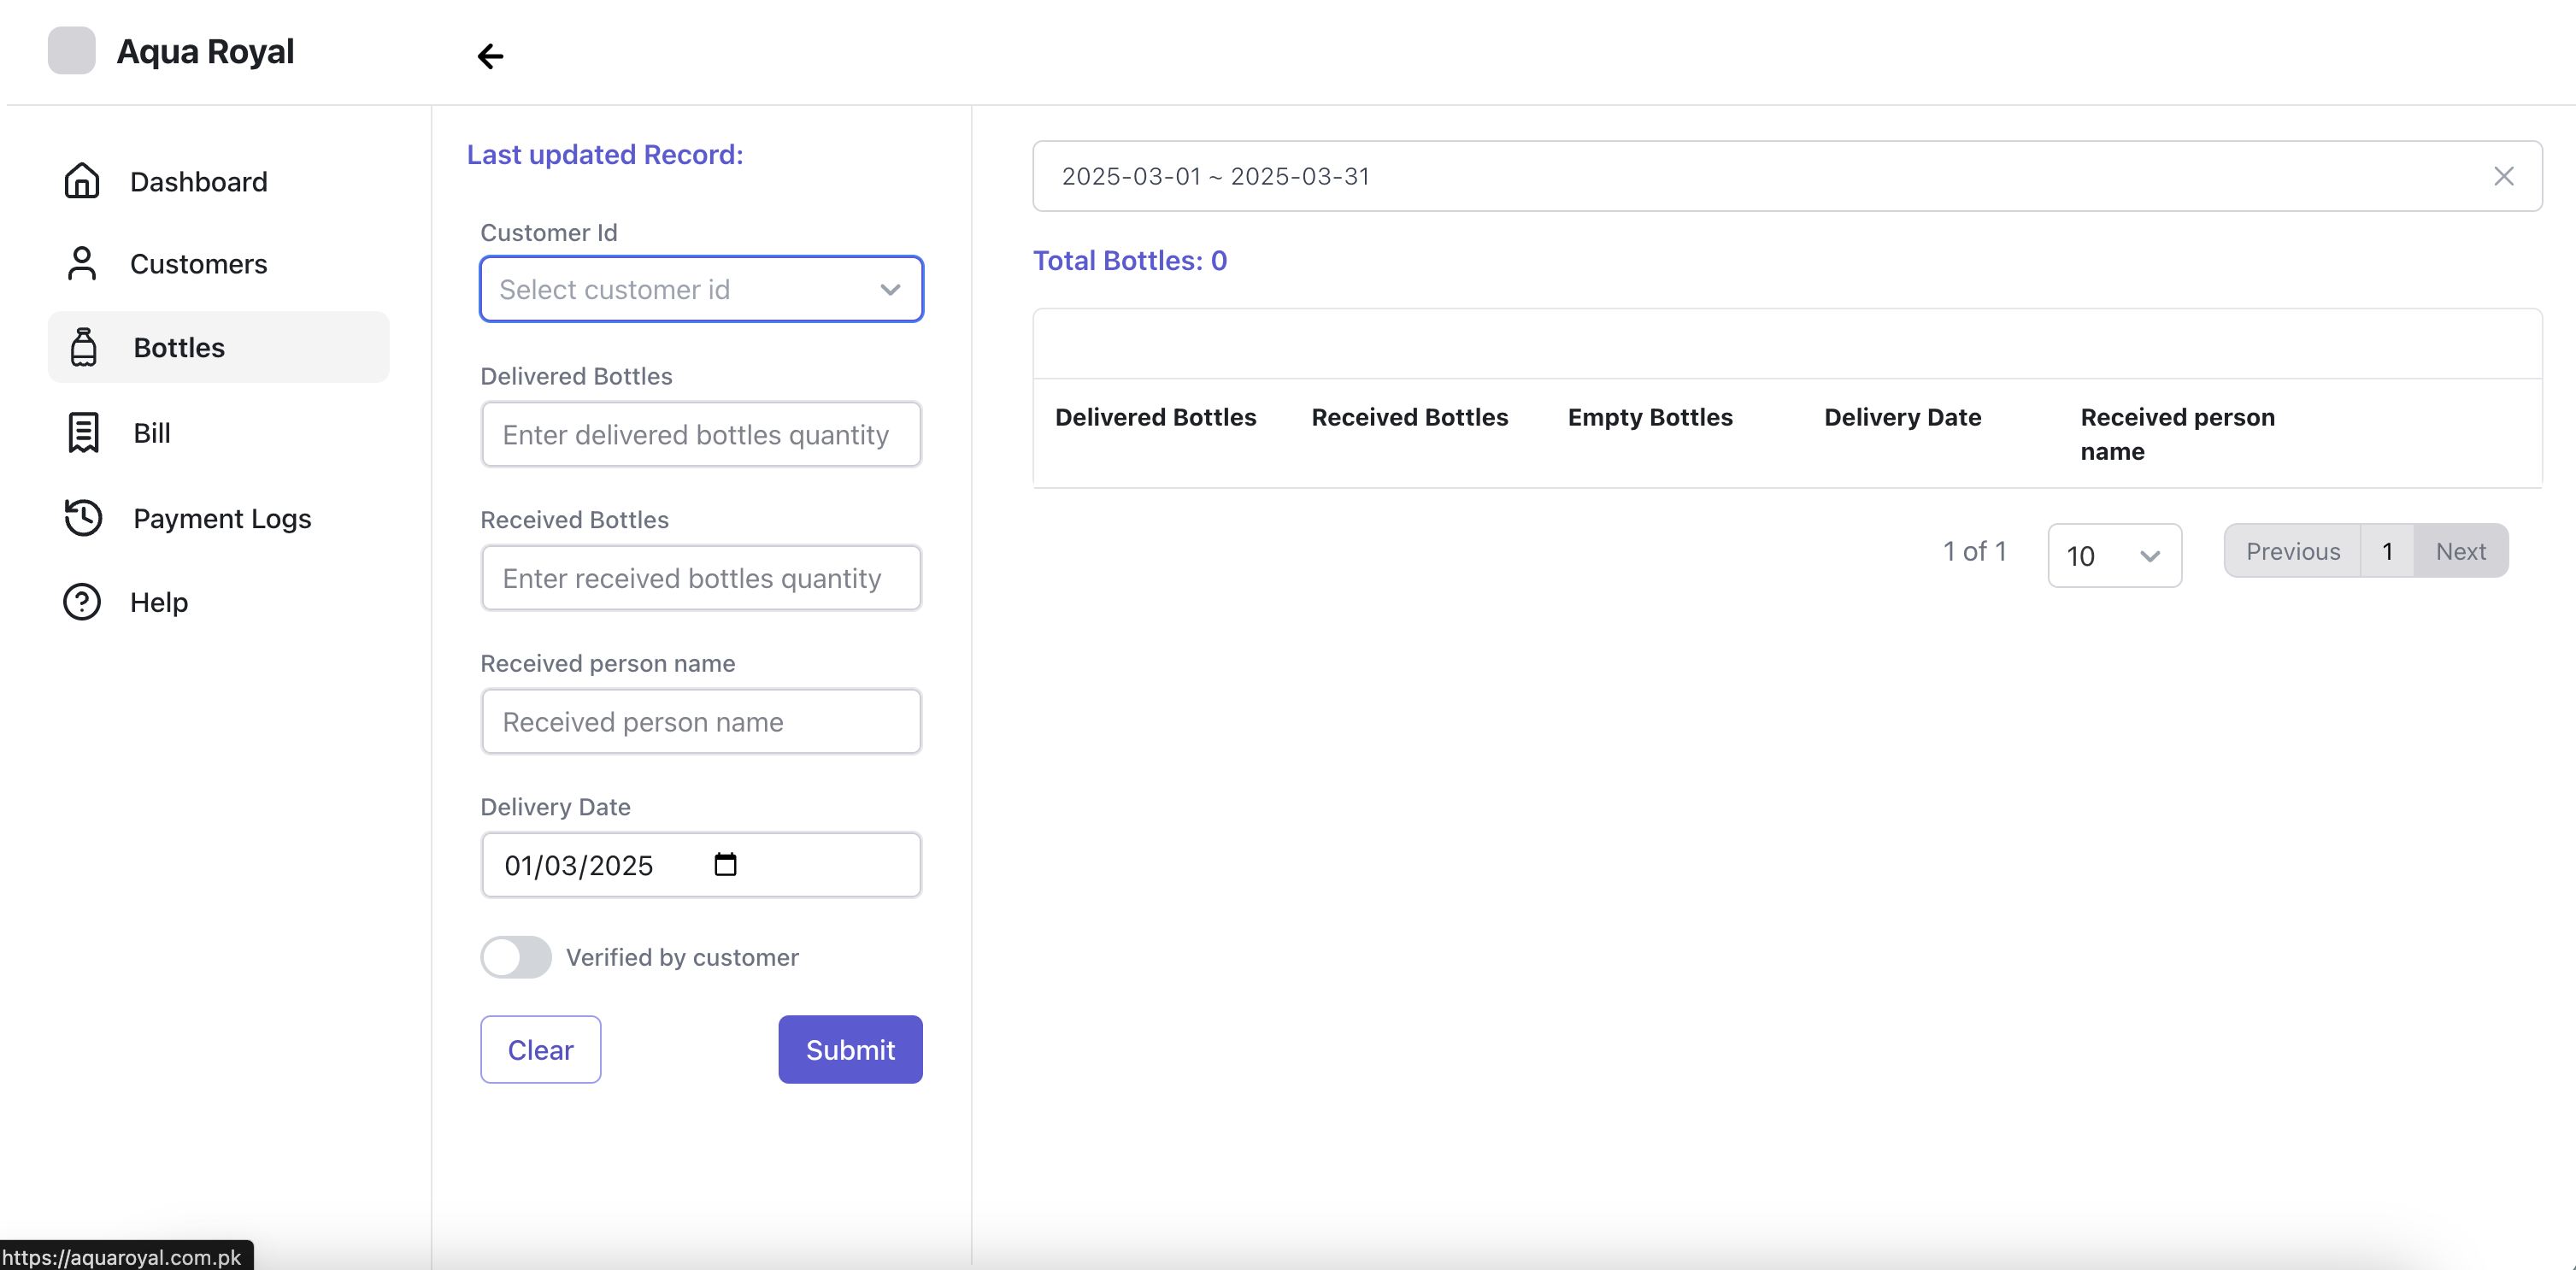 Aqua Royal
Dashboard
Customers
Bottles
Bill
Payment Logs
Help
Last updated Record:
Customer Id
Select customer id
Delivered Bottles
Enter delivered bottles quantity
Received Bottles
Enter received bottles quantity
Received person name
Received person name
Delivery Date
01/03/2025
Verified by customer
Clear
Submit
2025-03-01 ~ 2025-03-31
Total Bottles: 0
Delivered Bottles Received Bottles Empty Bottles Delivery Date Received person
name
1 of 1 10 Previous 1 Next
https://aquaroyal.com.pk